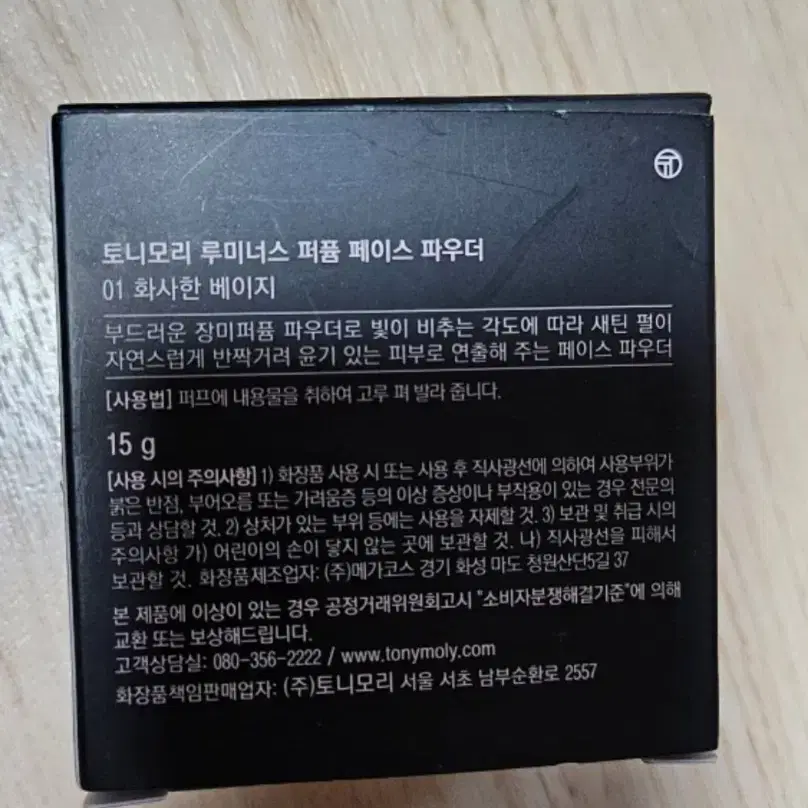 토니모리 루미너스 퍼퓸 페이스 파우더
01 화사한 베이지
부드러운 장미퍼퓸 파우더로 빛이 비추는 각도에 따라 새틴 펄이
자연스럽게 반짝거려 윤기 있는 피부로 연출해 주는 페이스 파우더
[사용법] 퍼프에 내용물을 취하여 고루 펴 발라 줍니다.
15 g
[사용 시의 주의사항] 1) 화장품 사용 시 또는 사용 후 직사광선에 의하여 사용부위가
붉은 반점, 부어오름 또는 가려움증 등의 이상 증상이나 부작용이 있는 경우 전문의
등과 상담할 것. 2) 상처가 있는 부위 등에는 사용을 자제할 것. 3) 보관 및 취급 시의
주의사항 가) 어린이의 손이 닿지 않는 곳에 보관할 것. 나) 직사광선을 피해서
보관할 것. 화장품제조업자: (주)메가코스 경기 화성 마도 청원산단5길 37
본 제품에 이상이 있는 경우 공정거래위원회고시 "소비자분쟁해결기준"에 의해
교환 또는 보상해드립니다.
고객상담실: 080-356-2222 / www.tonymoly.com
화장품책임판매업자: (주)토니모리 서울 서초 남부순환로 2557